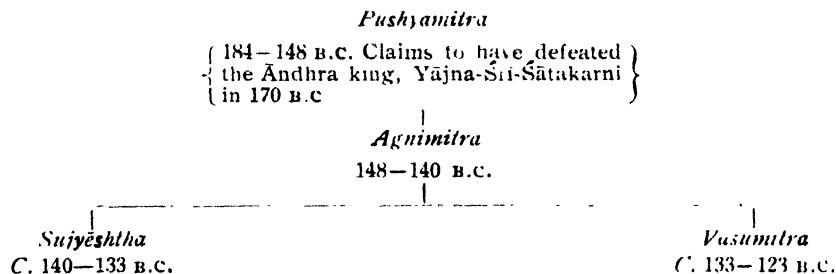 Pushyamitra
184–148 B.C. Claims to have defeated
the Āndhra king, Yājna-Śrī-Śātakarni
in 170 B.C
Agnimitra
148–140 B.C.
Sujyēshtha
Vasumitra
C. 140–133 B.C.
C. 133–123 B.C.